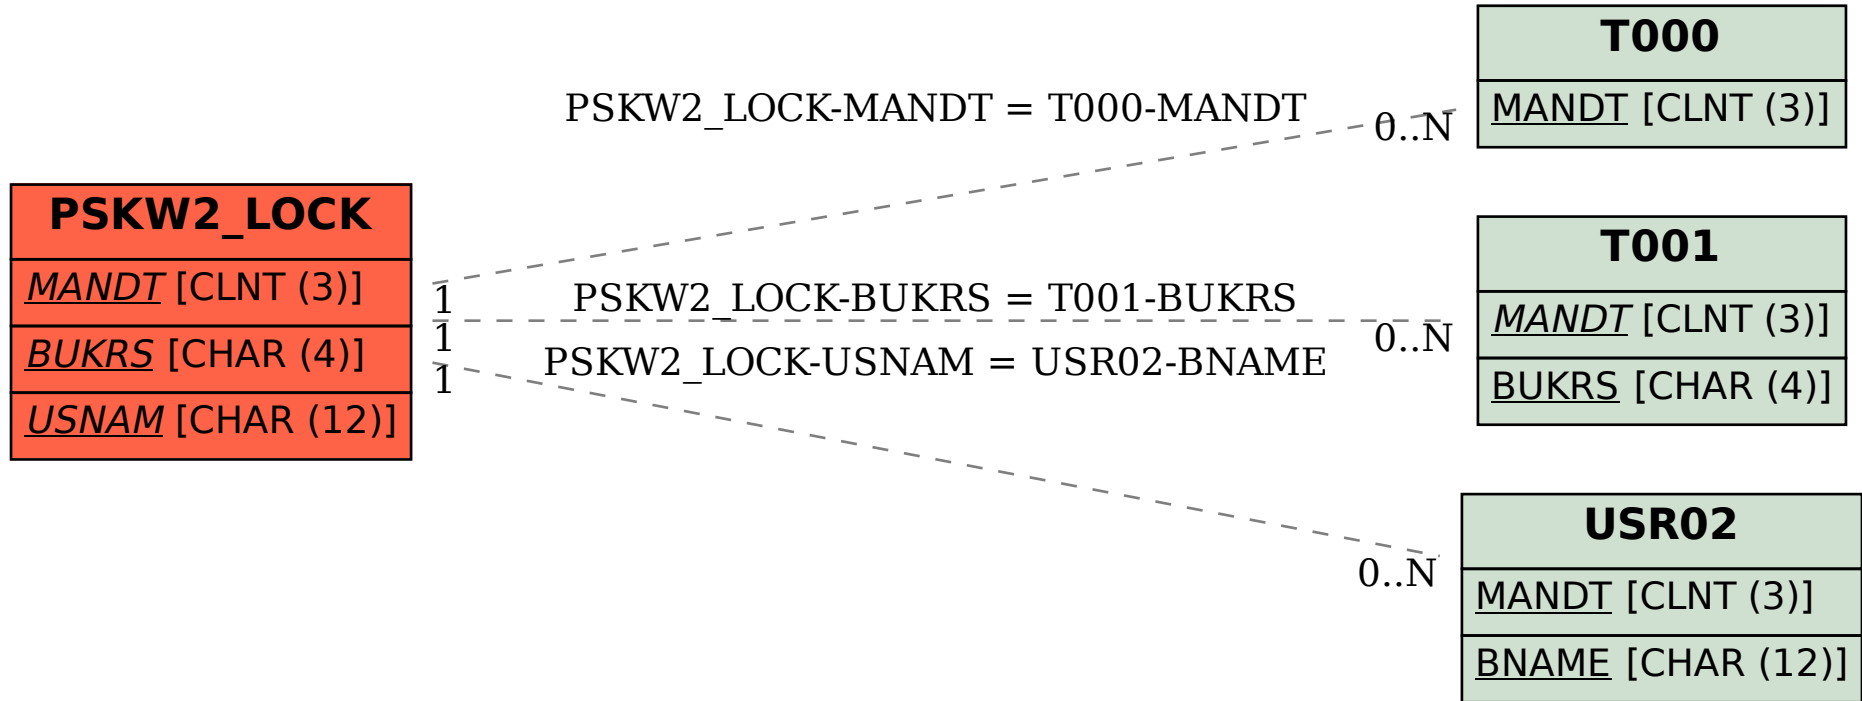 PSKW2_LOCK
MANDT [CLNT (3)]
BUKRS [CHAR (4)]
USNAM [CHAR (12)]
PSKW2_LOCK-MANDT = T000-MANDT
1
0..N
PSKW2_LOCK-BUKRS = T001-BUKRS
1
0..N
PSKW2_LOCK-USNAM = USR02-BNAME
1
0..N
T000
MANDT [CLNT (3)]
T001
MANDT [CLNT (3)]
BUKRS [CHAR (4)]
USR02
MANDT [CLNT (3)]
BNAME [CHAR (12)]